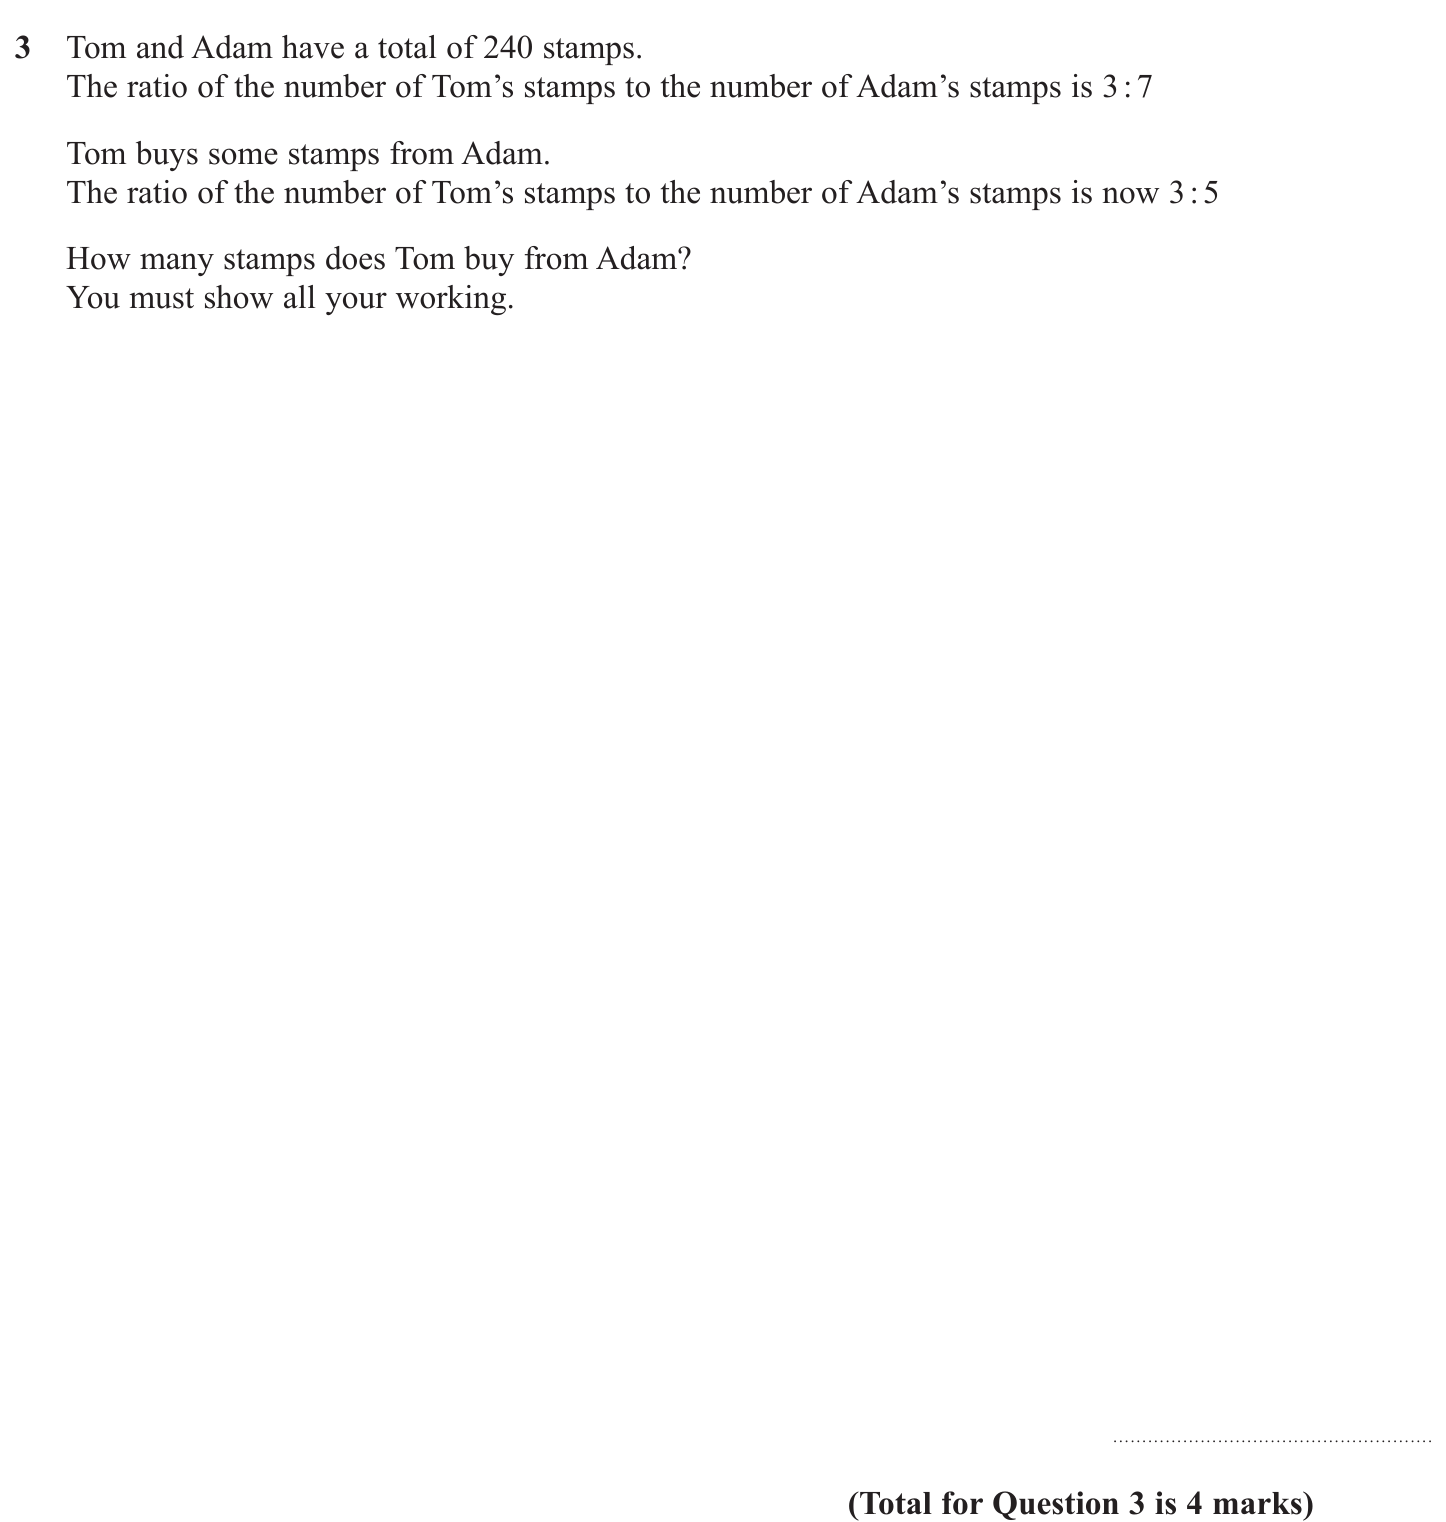 3 Tom and Adam have a total of 240 stamps.
The ratio of the number of Tom’s stamps to the number of Adam’s stamps is 3 : 7
Tom buys some stamps from Adam.
The ratio of the number of Tom’s stamps to the number of Adam’s stamps is now 3 : 5
How many stamps does Tom buy from Adam?
You must show all your working.
(Total for Question 3 is 4 marks)